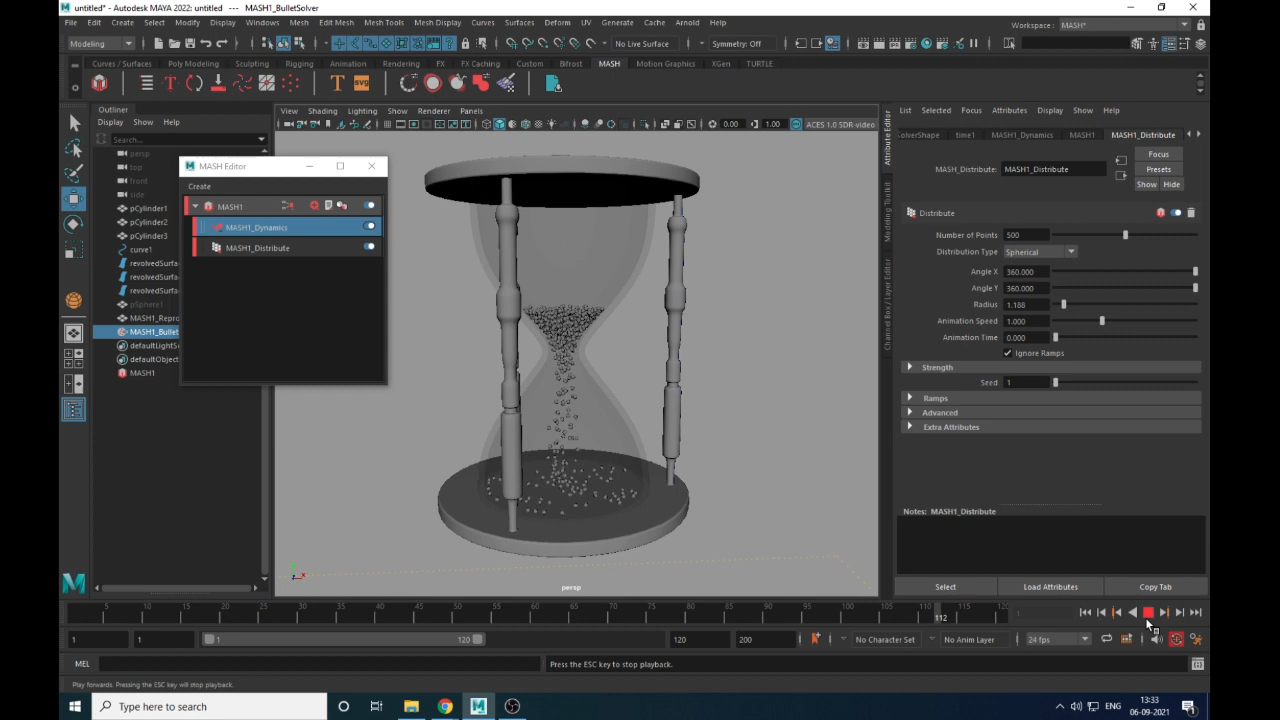 untitled* - Autodesk MAYA 2022: untitled --- MASH1_BulletSolver
File Edit Create Select Modify Display Windows Mesh Edit Mesh Mesh Tools Mesh Display Curves Surfaces Deform UV Generate Cache Arnold Help
Workspace : MASH*
Modeling No Live Surface Symmetry: Off
Curves / Surfaces Poly Modeling Sculpting Rigging Animation Rendering FX FX Caching Custom Bifrost MASH Motion Graphics XGen TURTLE
Outliner
Display Show Help
Search...
persp
top
front
side
pCylinder1
pCylinder2
pCylinder3
curve1
revolvedSurfa
revolvedSurfa
revolvedSurfa
pSphere1
MASH1_Repro
MASH1_Bullet
defaultLightSe
defaultObject
MASH1
MASH Editor
Create
MASH1
MASH1_Dynamics
MASH1_Distribute
View Shading Lighting Show Renderer Panels
0.00 1.00 ACES 1.0 SDR-video
persp
Attribute Editor
Modeling Toolkit
Channel Box / Layer Editor
List Selected Focus Attributes Display Show Help
olverShape time1 MASH1_Dynamics MASH1 MASH1_Distribute
MASH_Distribute: MASH1_Distribute
Focus
Presets
Show Hide
Distribute
Number of Points 500
Distribution Type Spherical
Angle X 360.000
Angle Y 360.000
Radius 1.188
Animation Speed 1.000
Animation Time 0.000
Ignore Ramps
Strength
Seed 1
Ramps
Advanced
Extra Attributes
Notes: MASH1_Distribute
Select Load Attributes Copy Tab
5 10 15 20 25 30 35 40 45 50 55 60 65 70 75 80 85 90 95 100 105 110 115 120
112
1
1 1 1 120 120 200 No Character Set No Anim Layer 24 fps
MEL Press the ESC key to stop playback.
Play forwards. Pressing the ESC key will stop playback.
Type here to search
ENG
13:33
06-09-2021
1